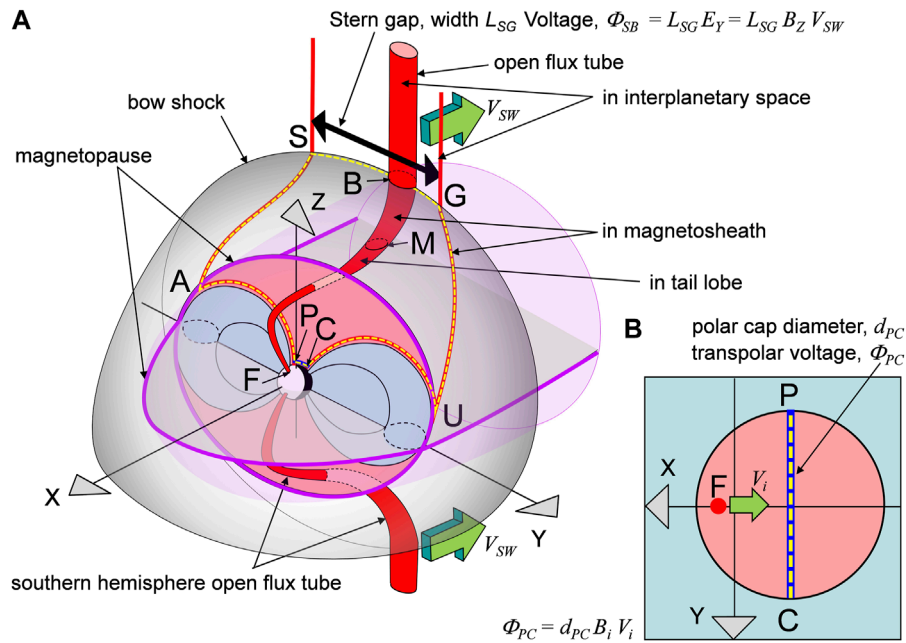 A
Stern gap, width L_SG Voltage, Φ_SB = L_SG E_Y = L_SG B_Z V_SW
open flux tube
in interplanetary space
bow shock
V_SW
S
magnetopause
B
G
Z
in magnetosheath
M
A
in tail lobe
P
C
B
polar cap diameter, d_PC
transpolar voltage, Φ_PC
F
U
P
X
F
V_i
X
Y
V_SW
southern hemisphere open flux tube
Y
C
Φ_PC = d_PC B_i V_i